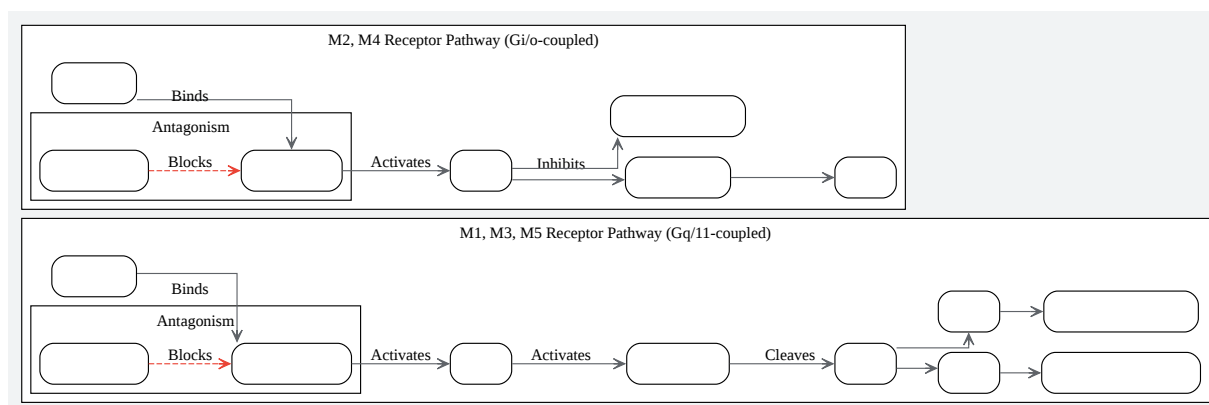 M2, M4 Receptor Pathway (Gi/o-coupled)
Binds
Antagonism
Blocks
Activates
Inhibits
M1, M3, M5 Receptor Pathway (Gq/11-coupled)
Binds
Antagonism
Blocks
Activates
Activates
Cleaves